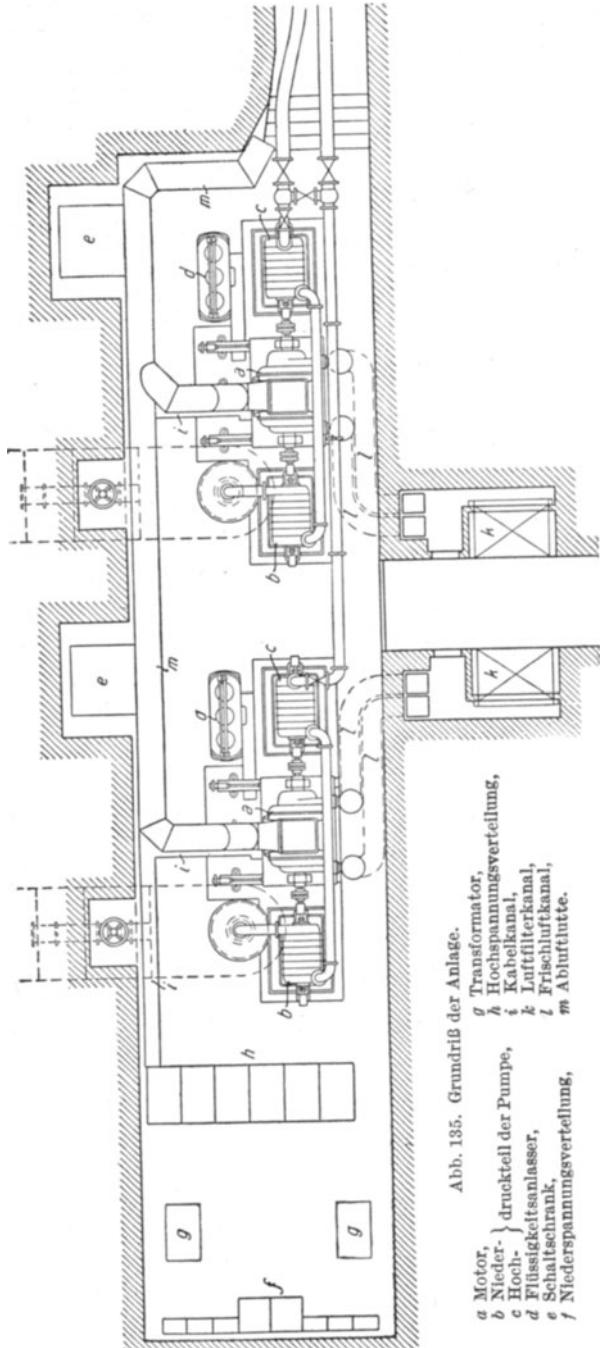 e
e
m
m
g
d
i
a
c
i
a
c
i
b
b
h
g
g
f
l
l
l
l
k
k
Abb. 135. Grundriß der Anlage.
a Motor,
b Nieder- } druckteil der Pumpe,
c Hoch-
d Flüssigkeitsanlasser,
e Schaltschrank,
f Niederspannungsverteilung,
g Transformator,
h Hochspannungsverteilung,
i Kabelkanal,
k Luftfilterkanal,
l Frischluftkanal,
m Abluftlutte.